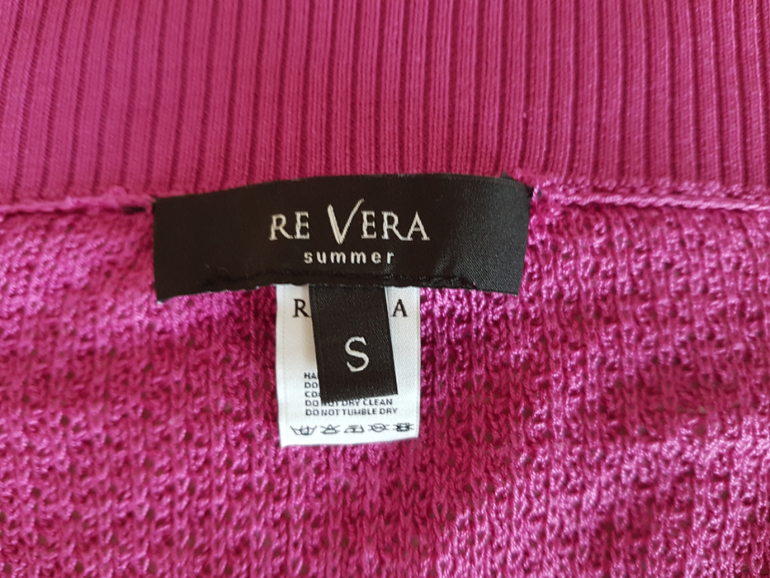 RE VERA
summer
R A
S
DO NOT DRY CLEAN
DO NOT TUMBLE DRY